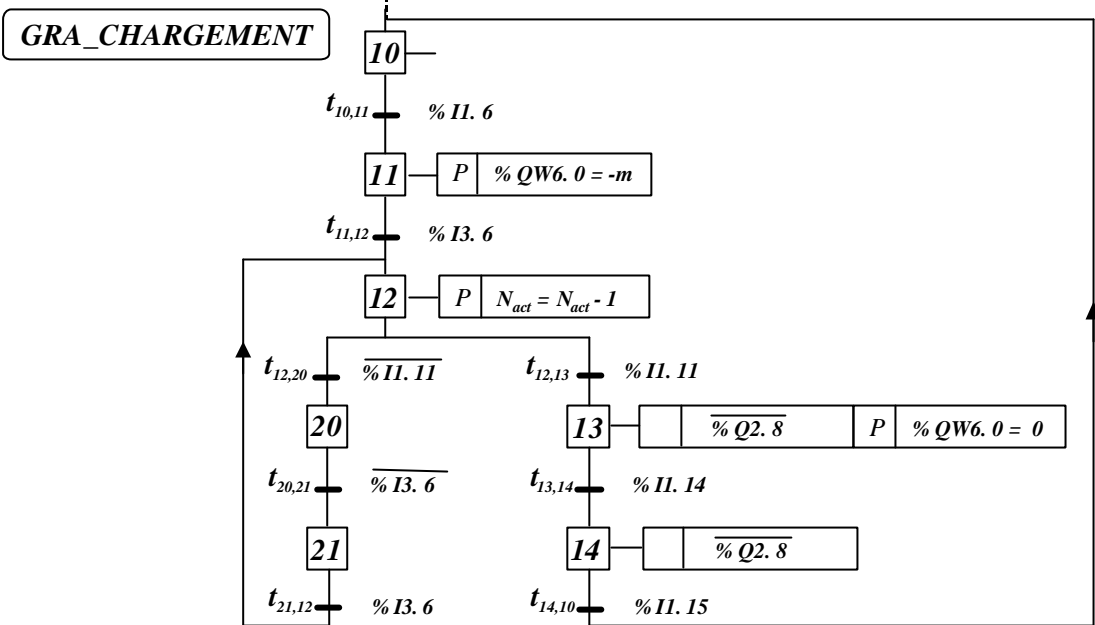 GRA_CHARGEMENT
10
t10,11 % I1. 6
11 P % QW6. 0 = -m
t11,12 % I3. 6
12 P Nact = Nact - 1
t12,20 % I1. 11 t12,13 % I1. 11
20 13 % Q2. 8 P % QW6. 0 = 0
t20,21 % I3. 6 t13,14 % I1. 14
21 14 % Q2. 8
t21,12 % I3. 6 t14,10 % I1. 15